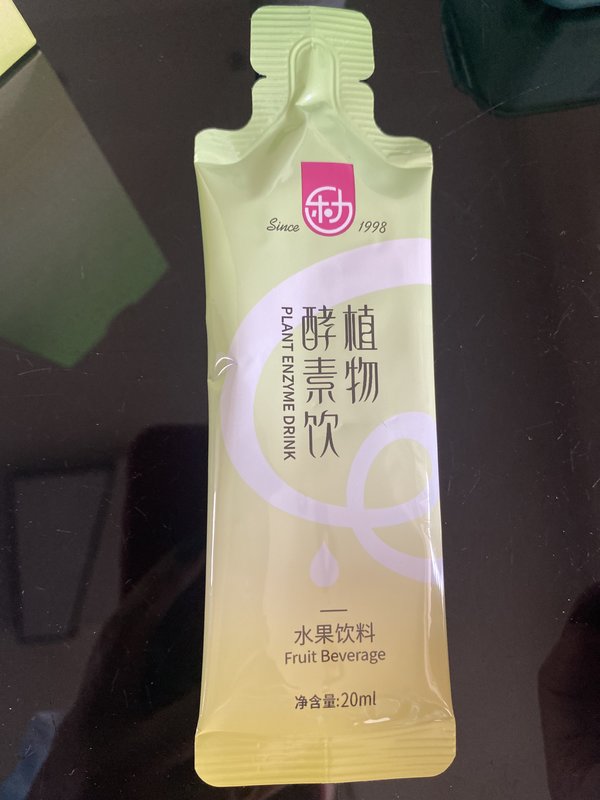 Since 1998
植物
酵素饮
PLANT ENZYME DRINK
水果饮料
Fruit Beverage
净含量:20ml